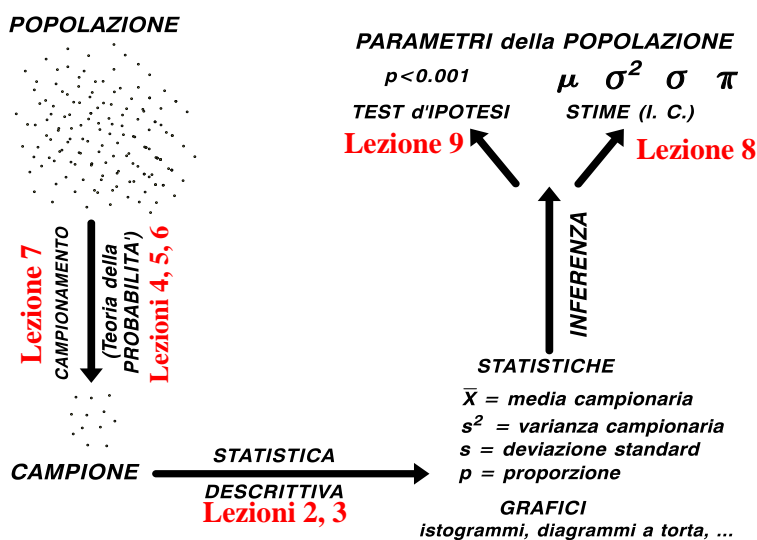 POPOLAZIONE
PARAMETRI della POPOLAZIONE
p<0.001
μ σ² σ π
TEST d'IPOTESI
STIME (I. C.)
Lezione 9
Lezione 8
Lezione 7
CAMPIONAMENTO
(Teoria della
PROBABILITA')
Lezioni 4, 5, 6
INFERENZA
STATISTICHE
X̅ = media campionaria
s² = varianza campionaria
s = deviazione standard
p = proporzione
CAMPIONE
STATISTICA
DESCRITTIVA
Lezioni 2, 3
GRAFICI
istogrammi, diagrammi a torta, ...